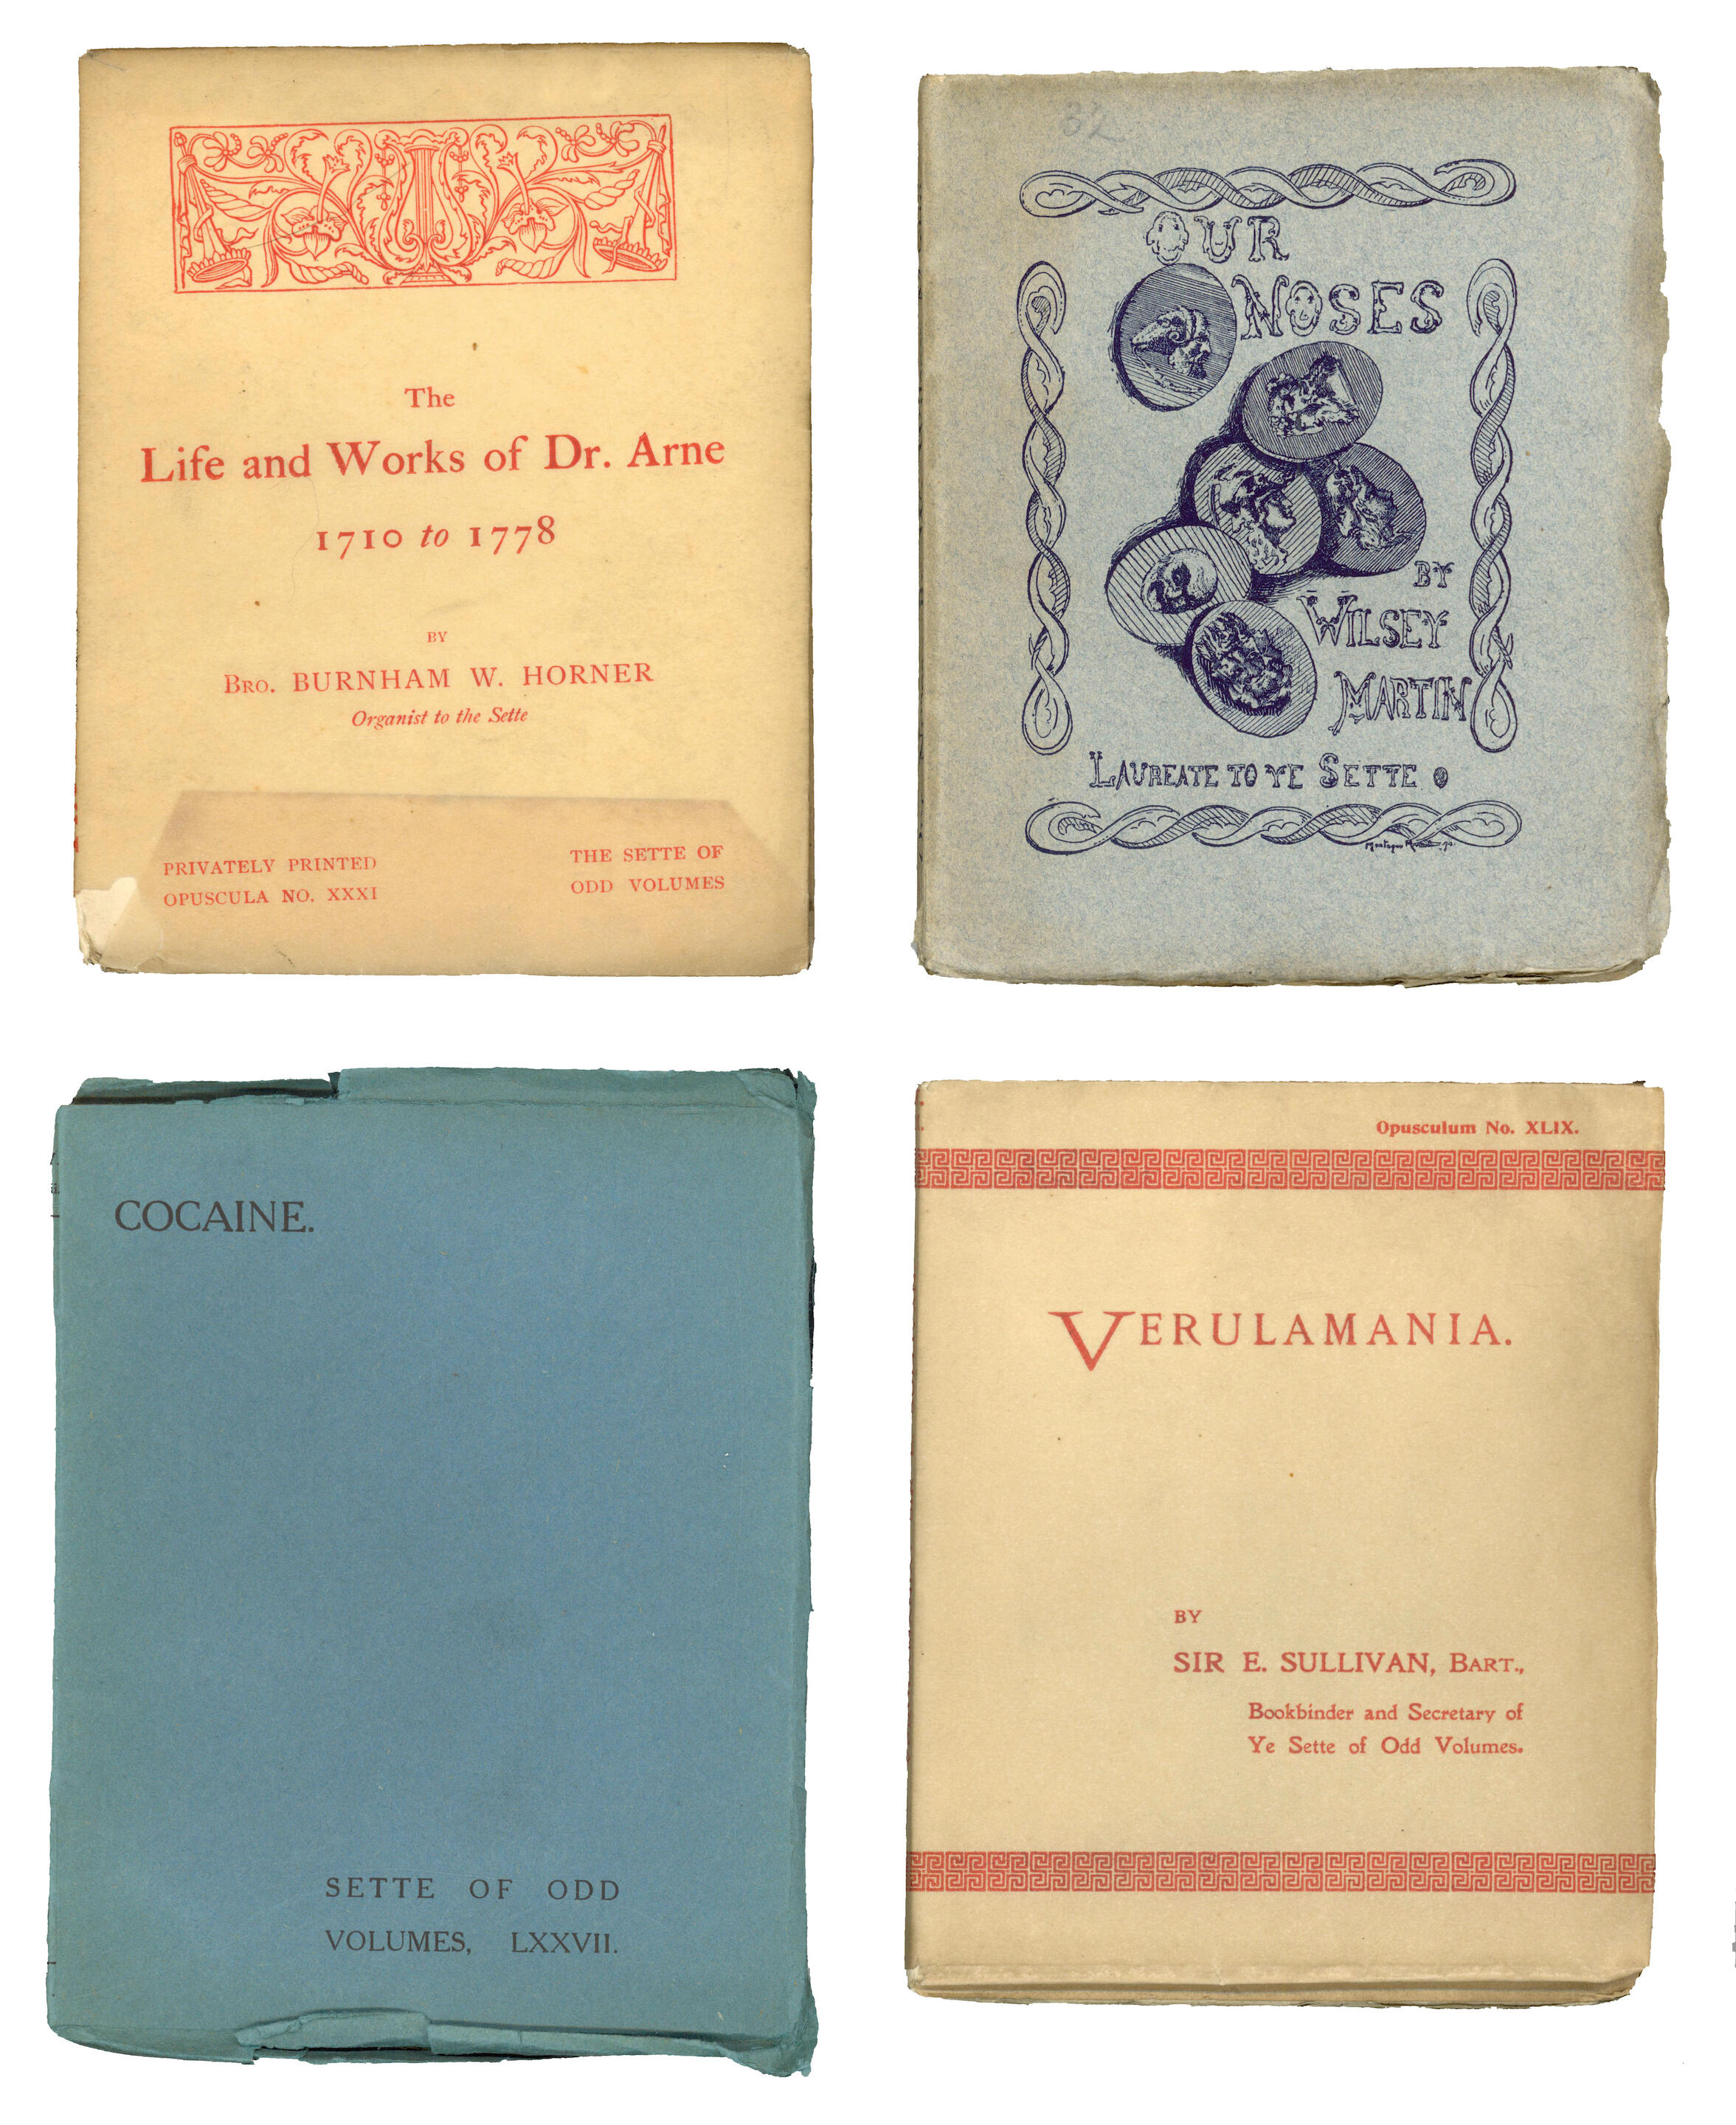 The
Life and Works of Dr. Arne
1710 to 1778
BY
BRO. BURNHAM W. HORNER
Organist to the Sette
PRIVATELY PRINTED
OPUSCULA NO. XXXI
THE SETTE OF
ODD VOLUMES
32
OUR
NOSES
BY
WILSEY
MARTIN
LAUREATE TO YE SETTE
COCAINE.
SETTE OF ODD
VOLUMES, LXXVII.
Opusculum No. XLIX.
VERULAMANIA.
BY
SIR E. SULLIVAN, BART.,
Bookbinder and Secretary of
Ye Sette of Odd Volumes.